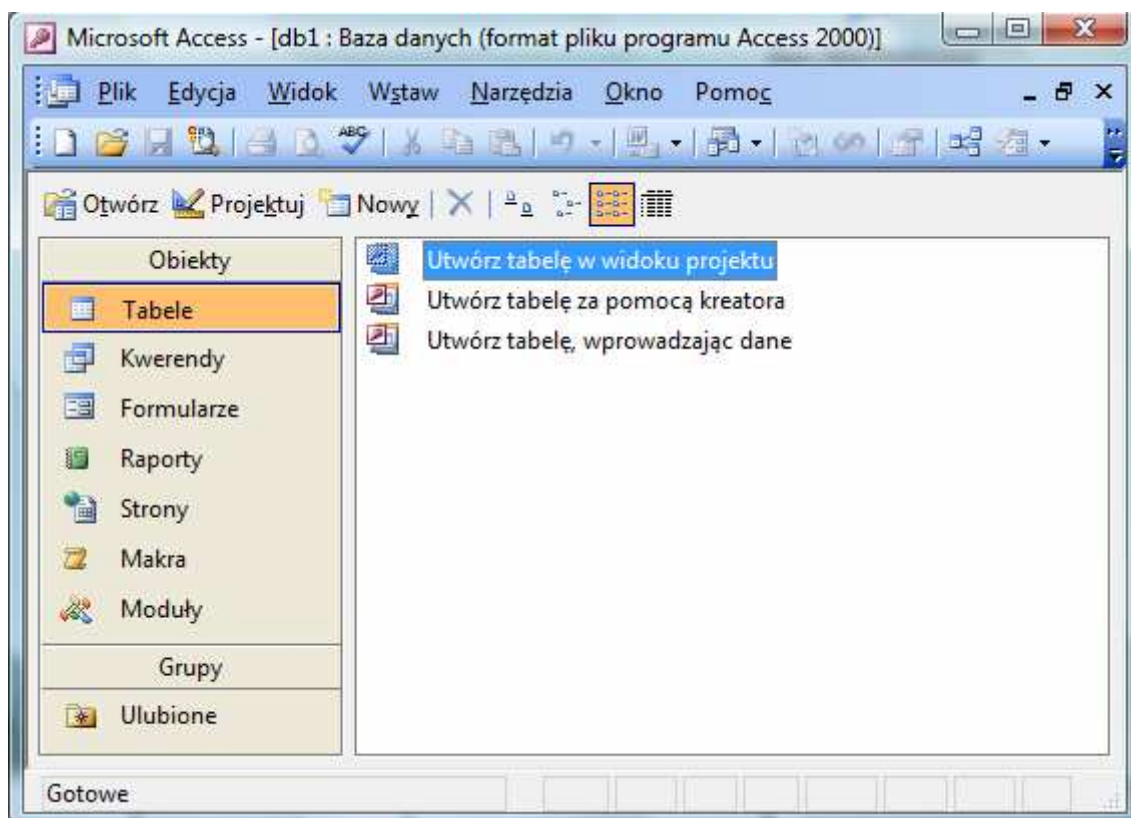 Microsoft Access - [db1 : Baza danych (format pliku programu Access 2000)]
Plik Edycja Widok Wstaw Narzędzia Okno Pomoc
ABC
Otwórz Projektuj Nowy
Obiekty
Tabele
Kwerendy
Formularze
Raporty
Strony
Makra
Moduły
Grupy
Ulubione
Utwórz tabelę w widoku projektu
Utwórz tabelę za pomocą kreatora
Utwórz tabelę, wprowadzając dane
Gotowe